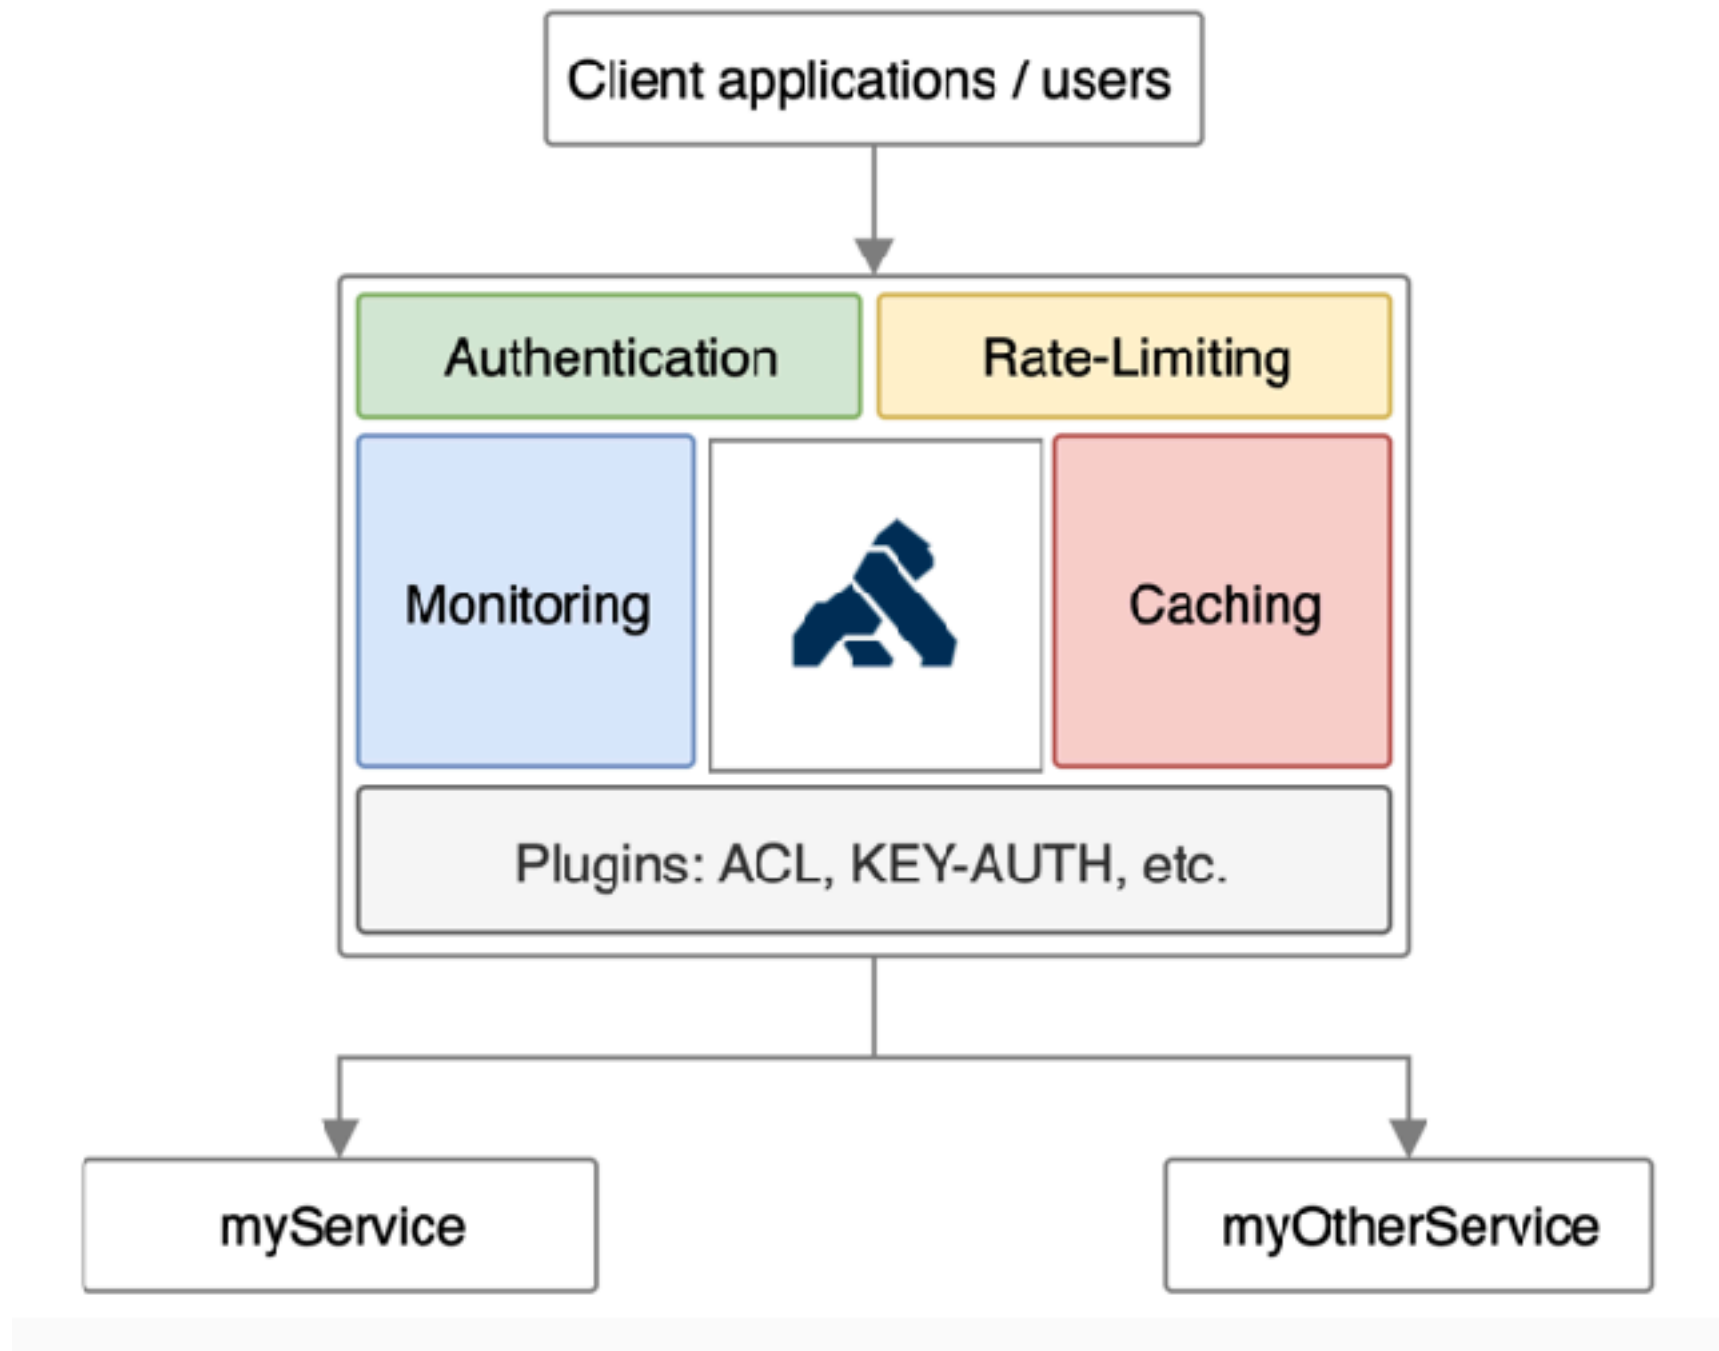 Client applications / users
Authentication
Rate-Limiting
Monitoring
Caching
Plugins: ACL, KEY-AUTH, etc.
myService
myOtherService